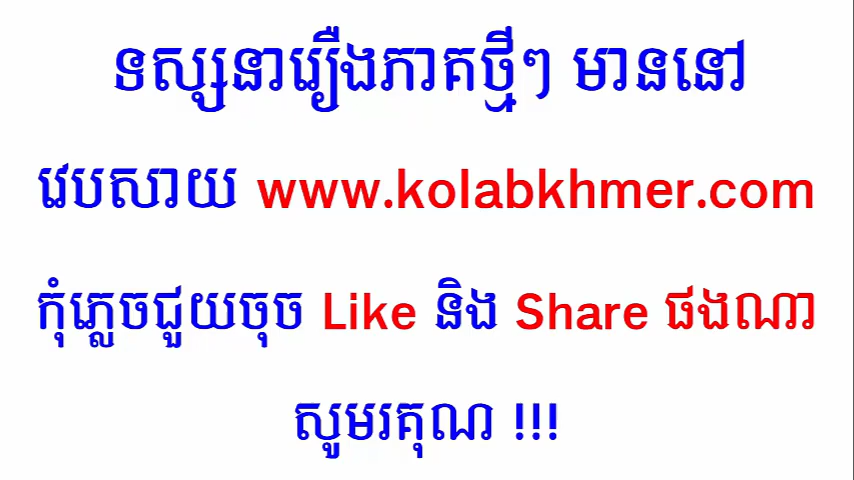 ទស្សនារឿងភាគថ្មីៗ មាននៅ
វេបសាយ www.kolabkhmer.com
កុំភ្លេចជួយចុច Like និង Share ផងណា
សូមរគុណ !!!